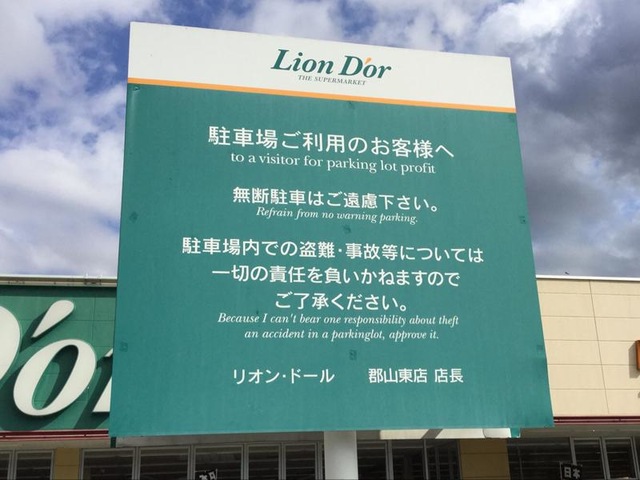 Lion D'or
THE SUPERMARKET
駐車場ご利用のお客様へ
to a visitor for parking lot profit
無断駐車はご遠慮下さい。
Refrain from no warning parking.
駐車場内での盗難・事故等については
一切の責任を負いかねますので
ご了承ください。
Because I can't bear one responsibility about theft
an accident in a parkinglot, approve it.
リオン・ドール 郡山東店 店長
D'or
日本